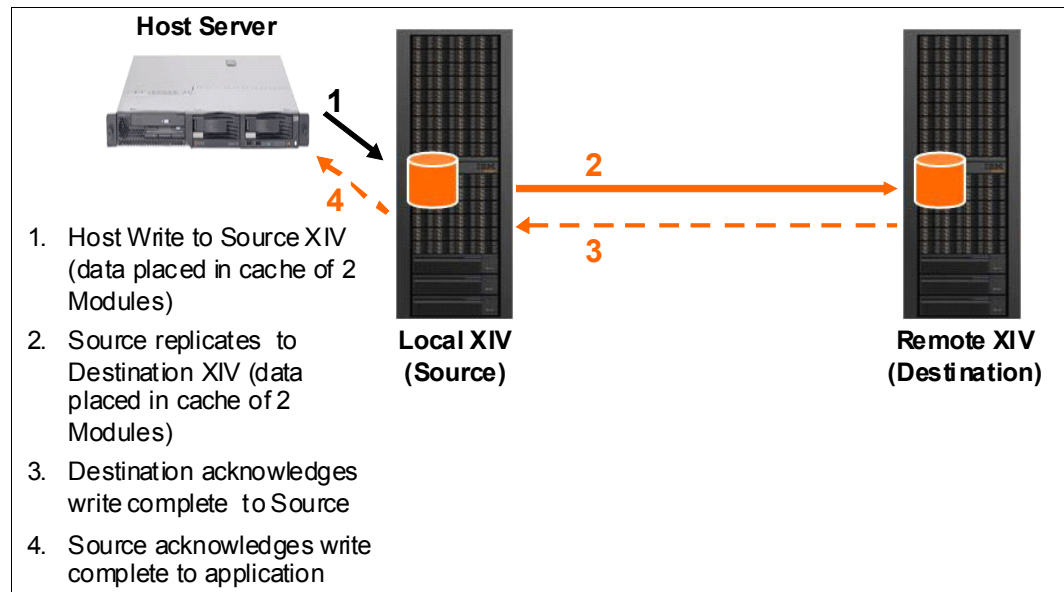 Host Server
1
2
4
3
1. Host Write to Source XIV
(data placed in cache of 2
Modules)
2. Source replicates to
Destination XIV (data
placed in cache of 2
Modules)
3. Destination acknowledges
write complete to Source
4. Source acknowledges write
complete to application
Local XIV
(Source)
Remote XIV
(Destination)